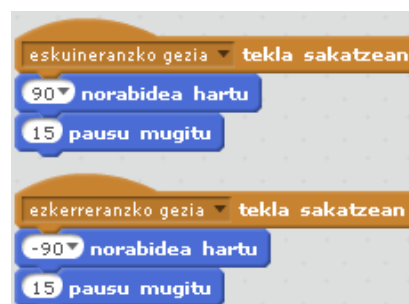 eskuineranzko gezia tekla sakatzean
90 norabidea hartu
15 pausu mugitu
ezkerreranzko gezia tekla sakatzean
-90 norabidea hartu
15 pausu mugitu